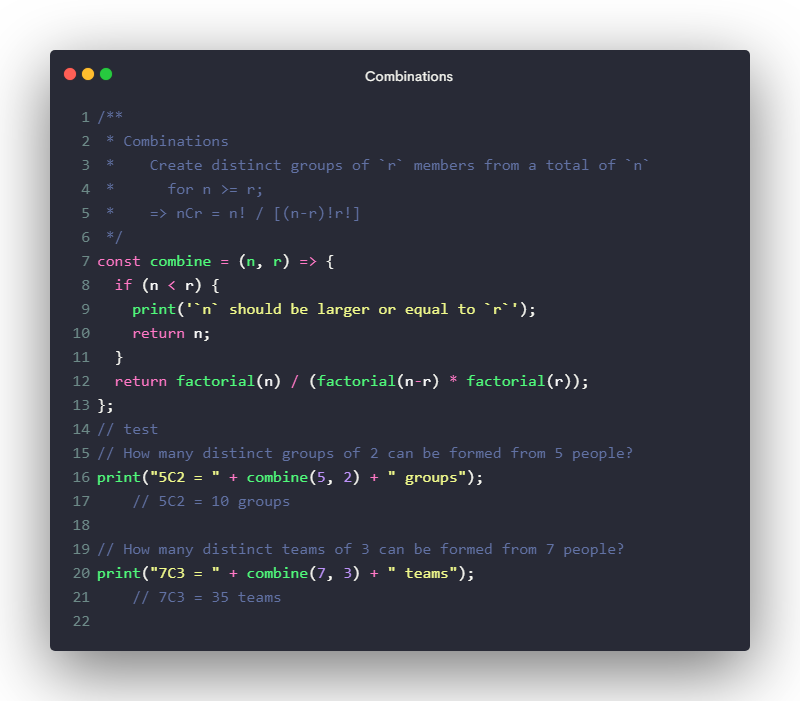 Combinations
1 /**
2  * Combinations
3  *    Create distinct groups of `r` members from a total of `n`
4  *      for n >= r;
5  *    => nCr = n! / [(n-r)!r!]
6  */
7 const combine = (n, r) => {
8   if (n < r) {
9     print('`n` should be larger or equal to `r`');
10     return n;
11   }
12   return factorial(n) / (factorial(n-r) * factorial(r));
13 };
14 // test
15 // How many distinct groups of 2 can be formed from 5 people?
16 print("5C2 = " + combine(5, 2) + " groups");
17     // 5C2 = 10 groups
18
19 // How many distinct teams of 3 can be formed from 7 people?
20 print("7C3 = " + combine(7, 3) + " teams");
21     // 7C3 = 35 teams
22